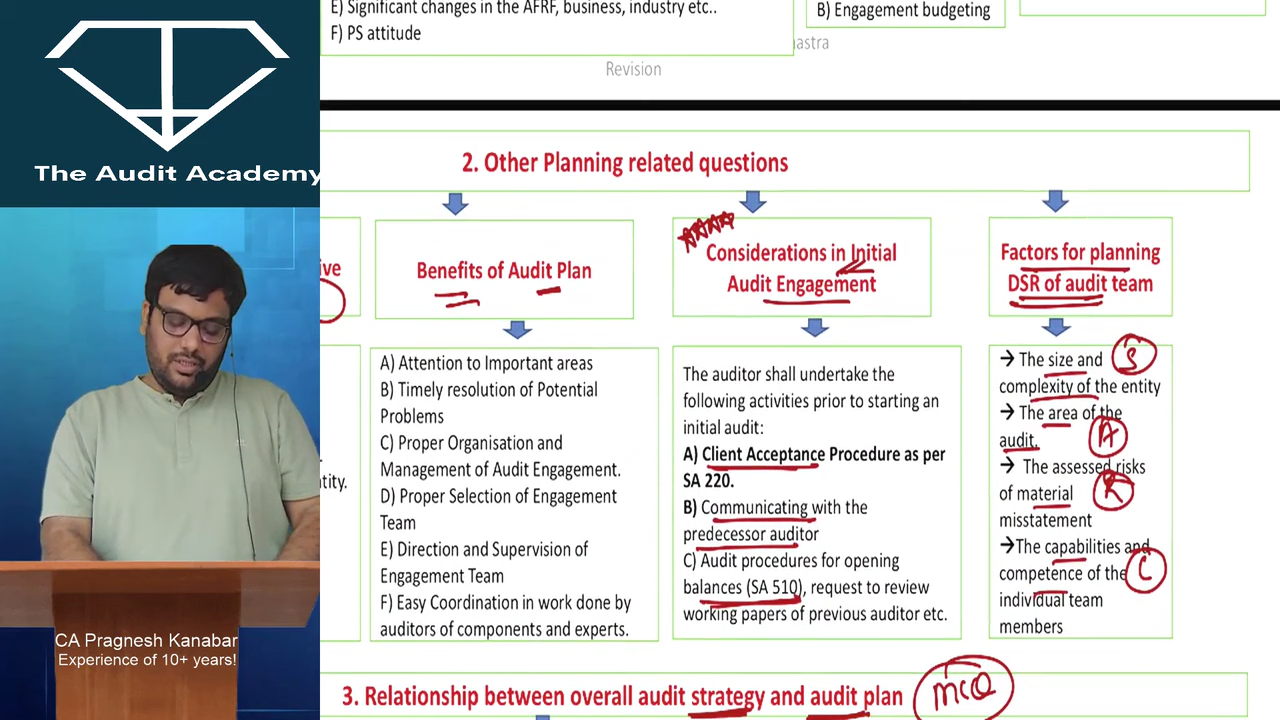 E) Significant changes in the AFRF, business, industry etc..
F) PS attitude
B) Engagement budgeting
astra
Revision
The Audit Academy
2. Other Planning related questions
ive
Benefits of Audit Plan
Considerations in Initial
Audit Engagement
Factors for planning
DSR of audit team
tity.
A) Attention to Important areas
B) Timely resolution of Potential
Problems
C) Proper Organisation and
Management of Audit Engagement.
D) Proper Selection of Engagement
Team
E) Direction and Supervision of
Engagement Team
F) Easy Coordination in work done by
auditors of components and experts.
The auditor shall undertake the
following activities prior to starting an
initial audit:
A) Client Acceptance Procedure as per
SA 220.
B) Communicating with the
predecessor auditor
C) Audit procedures for opening
balances (SA 510), request to review
working papers of previous auditor etc.
→ The size and S
complexity of the entity
→ The area of the
audit. A
→ The assessed risks
of material R
misstatement
→The capabilities and
competence of the C
individual team
members
CA Pragnesh Kanabar
Experience of 10+ years!
3. Relationship between overall audit strategy and audit plan MCQ